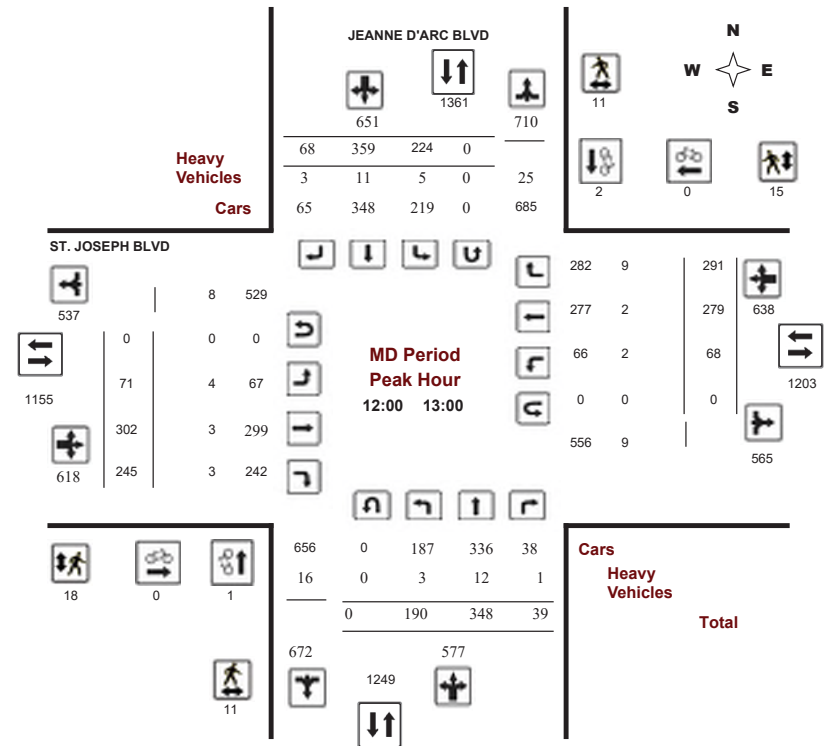 JEANNE D'ARC BLVD
N
W E
S
1361
11
651 710
68 359 224 0
Heavy
Vehicles
3 11 5 0 25
Cars
65 348 219 0 685
2 0 15
ST. JOSEPH BLVD
537
8 529
282 9 291
638
277 2 279
0 0 0
66 2 68
1155
71 4 67
1203
MD Period
Peak Hour
12:00 13:00
0 0 0
302 3 299
556 9
565
618
245 3 242
656 0 187 336 38
Cars
16 0 3 12 1
Heavy
Vehicles
18 0 1
0 190 348 39
Total
672 577
1249
11